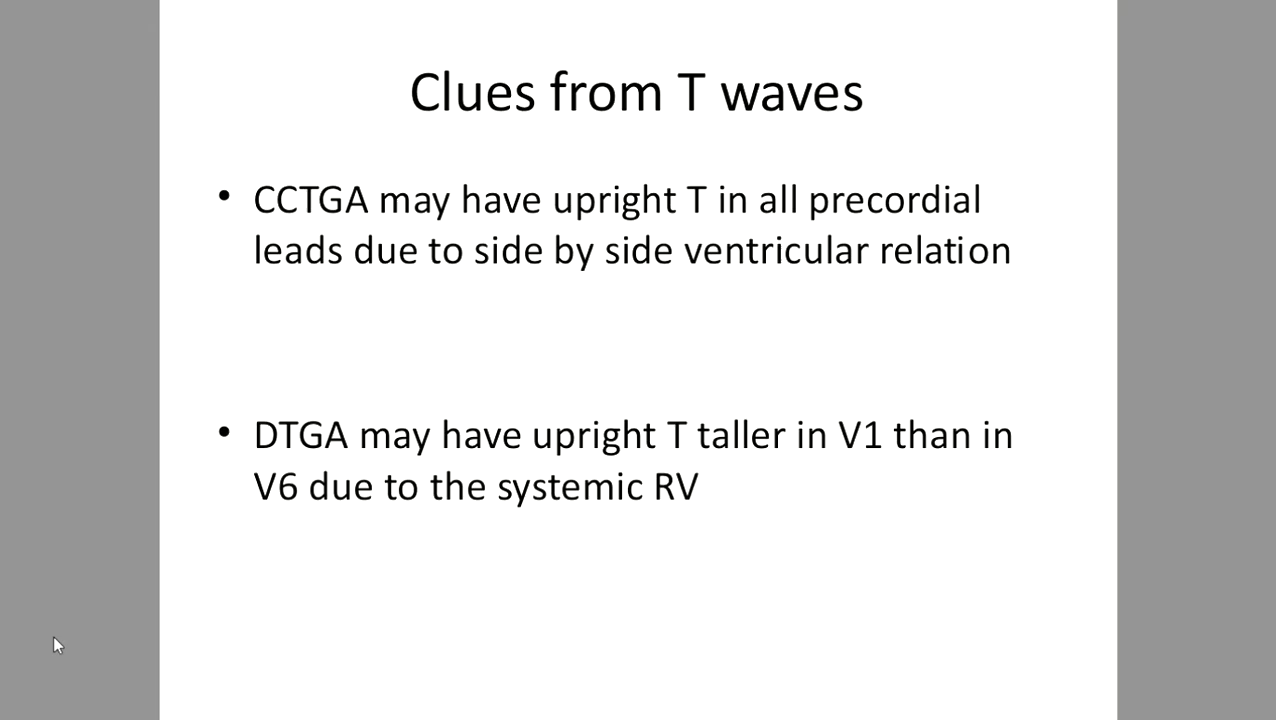 Clues from T waves
• CCTGA may have upright T in all precordial
leads due to side by side ventricular relation
• DTGA may have upright T taller in V1 than in
V6 due to the systemic RV